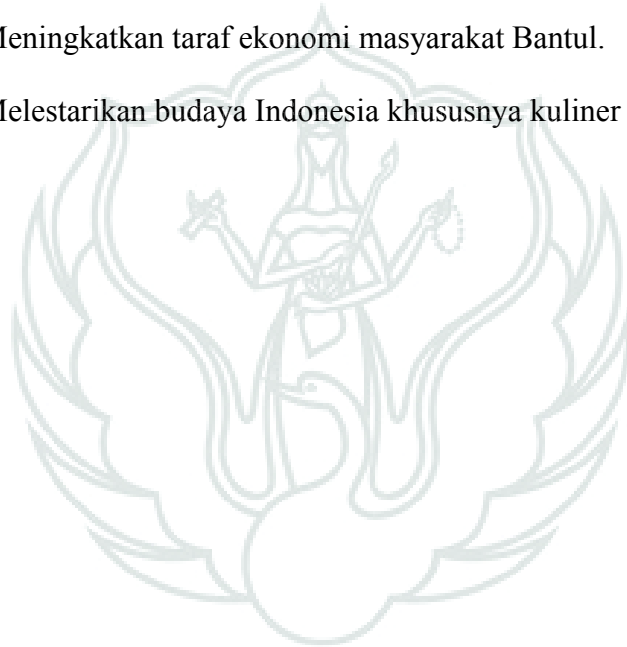 Meningkatkan taraf ekonomi masyarakat Bantul.
Melestarikan budaya Indonesia khususnya kuliner